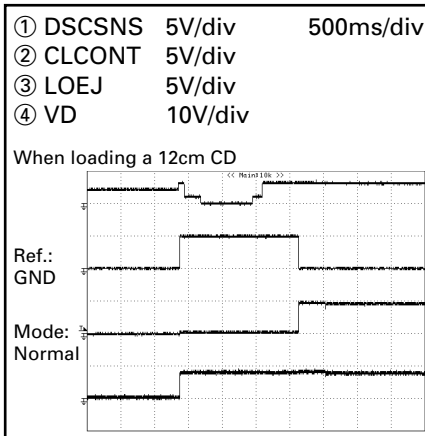 ① DSCSNS 5V/div 500ms/div
② CLCONT 5V/div
③ LOEJ 5V/div
④ VD 10V/div
When loading a 12cm CD
<< Main:10k >>
Ref.:
GND
Mode:
Normal